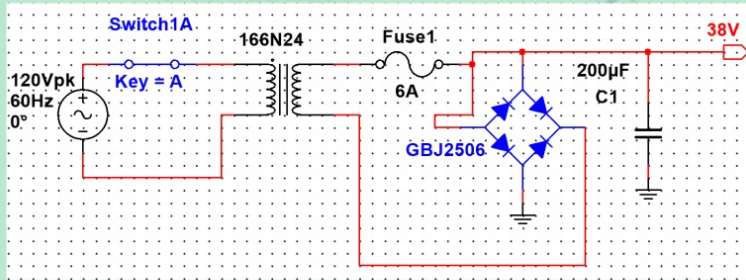 Switch1A
Key = A
120Vpk
60Hz
0°
166N24
Fuse1
6A
GBJ2506
200µF
C1
38V